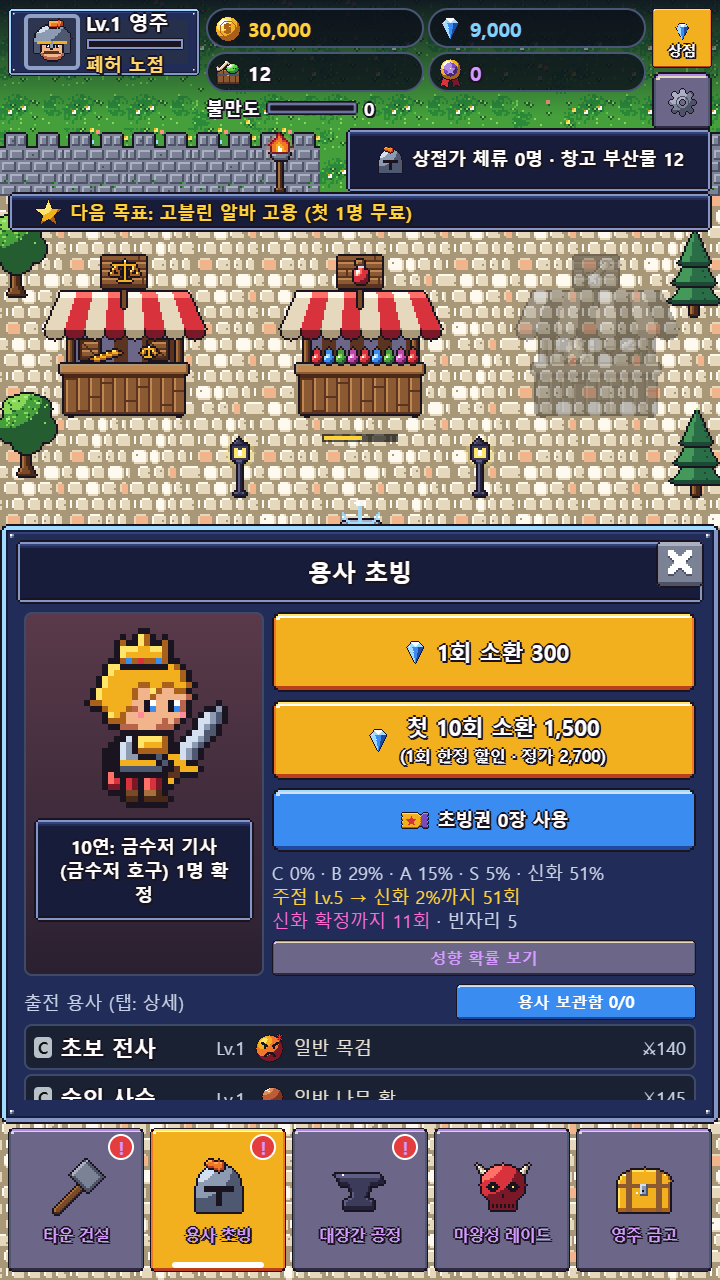 Lv.1 영주
폐허 노점
30,000
9,000
상점
12
0
불만도
0
상점가 체류 0명 · 창고 부산물 12
다음 목표: 고블린 알바 고용 (첫 1명 무료)
용사 초빙
1회 소환 300
첫 10회 소환 1,500
(1회 한정 할인 · 정가 2,700)
초빙권 0장 사용
10연: 금수저 기사
(금수저 호구) 1명 확
정
C 0% · B 29% · A 15% · S 5% · 신화 51%
주점 Lv.5 → 신화 2%까지 51회
신화 확정까지 11회 · 빈자리 5
성향 확률 보기
출전 용사 (탭: 상세)
용사 보관함 0/0
C 초보 전사 Lv.1 일반 목검 140
C Lv.1 일반 나무 활 145
타운 건설
용사 초빙
대장간 공정
마왕성 레이드
영주 금고